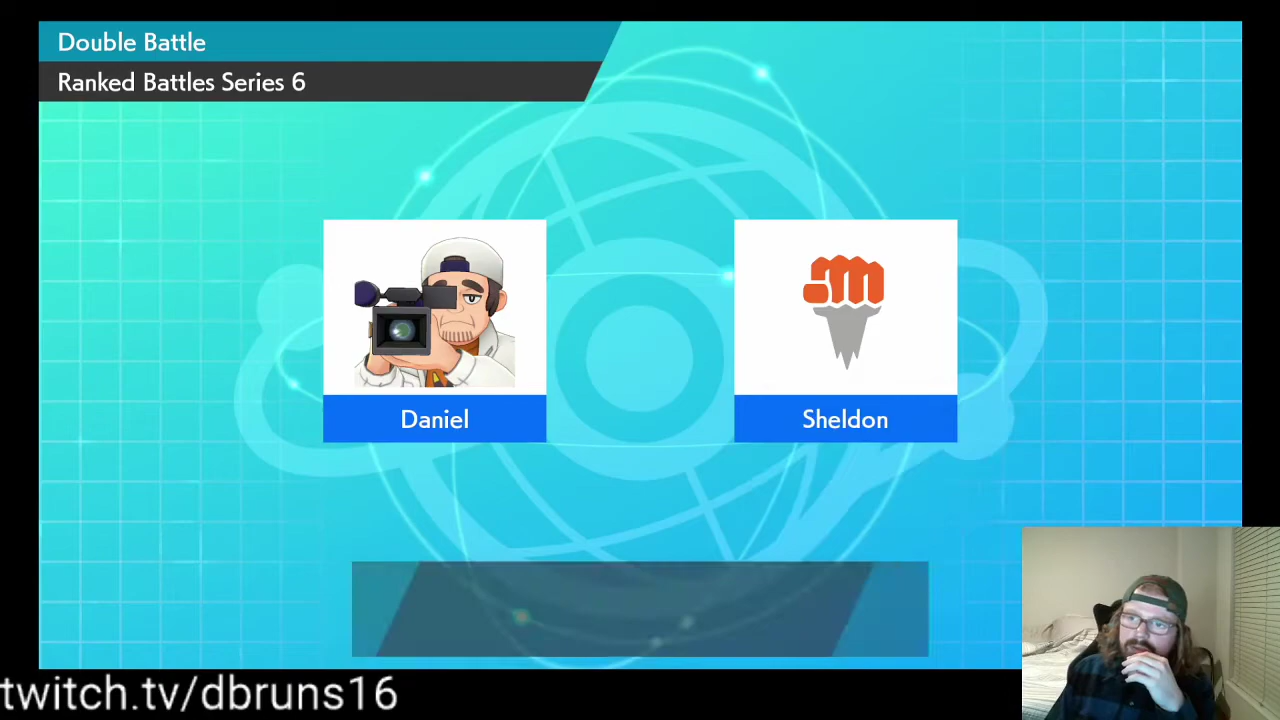 Double Battle
Ranked Battles Series 6
Daniel
Sheldon
twitch.tv/dbruns16